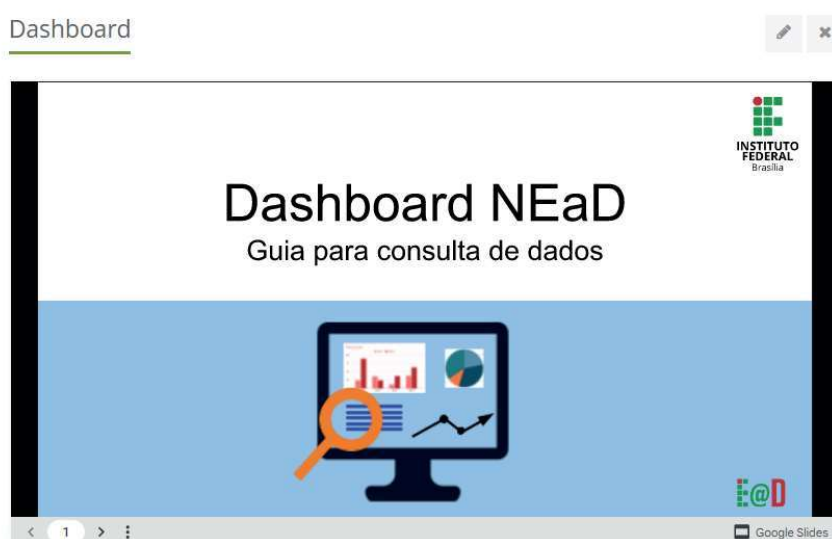 Dashboard
INSTITUTO
FEDERAL
Brasília
Dashboard NEaD
Guia para consulta de dados
E@D
1
Google Slides